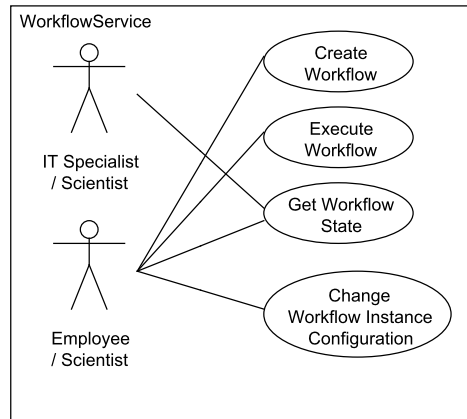 WorkflowService
IT Specialist
/ Scientist
Employee
/ Scientist
Create
Workflow
Execute
Workflow
Get Workflow
State
Change
Workflow Instance
Configuration